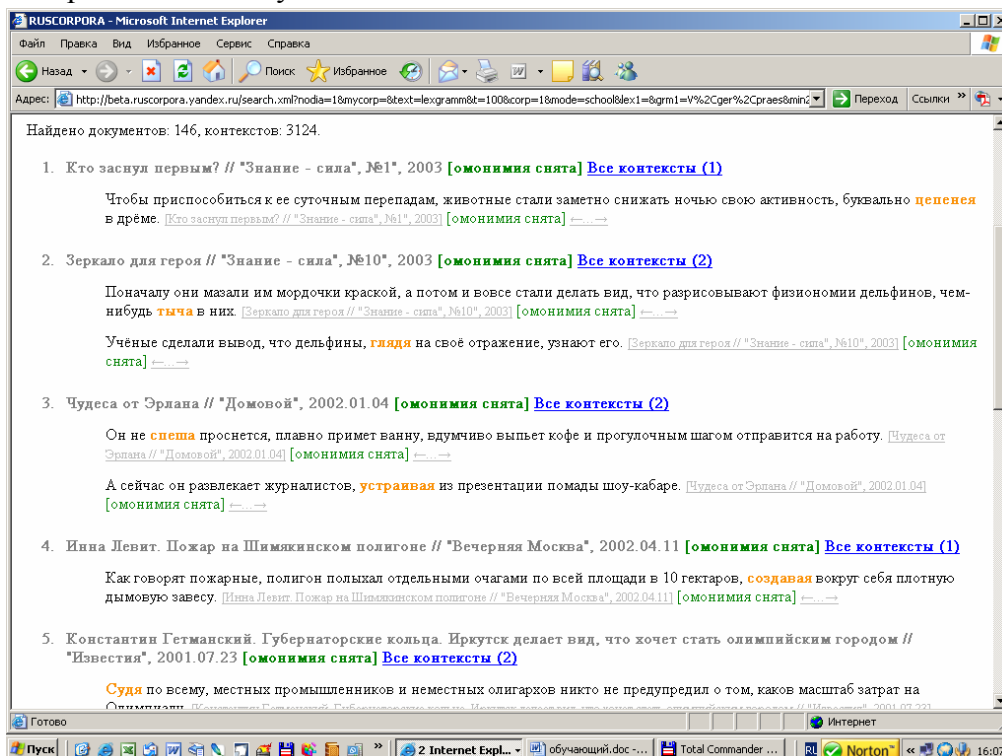 RUSCORPORA - Microsoft Internet Explorer
Файл Правка Вид Избранное Сервис Справка
Назад Поиск Избранное
Адрес: http://beta.ruscorpora.yandex.ru/search.xml?nodia=1&mycorp=&text=lexgramm&t=100&corp=1&mode=school&lex1=&grm1=V%2Cger%2Cpraes&min2 Переход Ссылки »
Найдено документов: 146, контекстов: 3124.
1. Кто заснул первым? // "Знание - сила", №1", 2003 [омонимия снята] Все контексты (1)
Чтобы приспособиться к ее суточным перепадам, животные стали заметно снижать ночью свою активность, буквально цепенея
в дрёме. [Кто заснул первым? // "Знание - сила", №1", 2003] [омонимия снята] ←...→
2. Зеркало для героя // "Знание - сила", №10", 2003 [омонимия снята] Все контексты (2)
Поначалу они мазали им мордочки краской, а потом и вовсе стали делать вид, что разрисовывают физиономии дельфинов, чем-
нибудь тыча в них. [Зеркало для героя // "Знание - сила", №10", 2003] [омонимия снята] ←...→
Учёные сделали вывод, что дельфины, глядя на своё отражение, узнают его. [Зеркало для героя // "Знание - сила", №10", 2003] [омонимия
снята] ←...→
3. Чудеса от Эрлана // "Домовой", 2002.01.04 [омонимия снята] Все контексты (2)
Он не спеша проснется, плавно примет ванну, вдумчиво выпьет кофе и прогулочным шагом отправится на работу. [Чудеса от
Эрлана // "Домовой", 2002.01.04] [омонимия снята] ←...→
А сейчас он развлекает журналистов, устраивая из презентации помады шоу-кабаре. [Чудеса от Эрлана // "Домовой", 2002.01.04]
[омонимия снята] ←...→
4. Инна Левит. Пожар на Шимякинском полигоне // "Вечерняя Москва", 2002.04.11 [омонимия снята] Все контексты (1)
Как говорят пожарные, полигон полыхал отдельными очагами по всей площади в 10 гектаров, создавая вокруг себя плотную
дымовую завесу. [Инна Левит. Пожар на Шимякинском полигоне // "Вечерняя Москва", 2002.04.11] [омонимия снята] ←...→
5. Константин Гетманский. Губернаторские кольца. Иркутск делает вид, что хочет стать олимпийским городом //
"Известия", 2001.07.23 [омонимия снята] Все контексты (2)
Судя по всему, местных промышленников и неместных олигархов никто не предупредил о том, каков масштаб затрат на
Готово Интернет
Пуск » 2 Internet Expl... обучающий.doc -... Total Commander ... RL Norton « 16:07